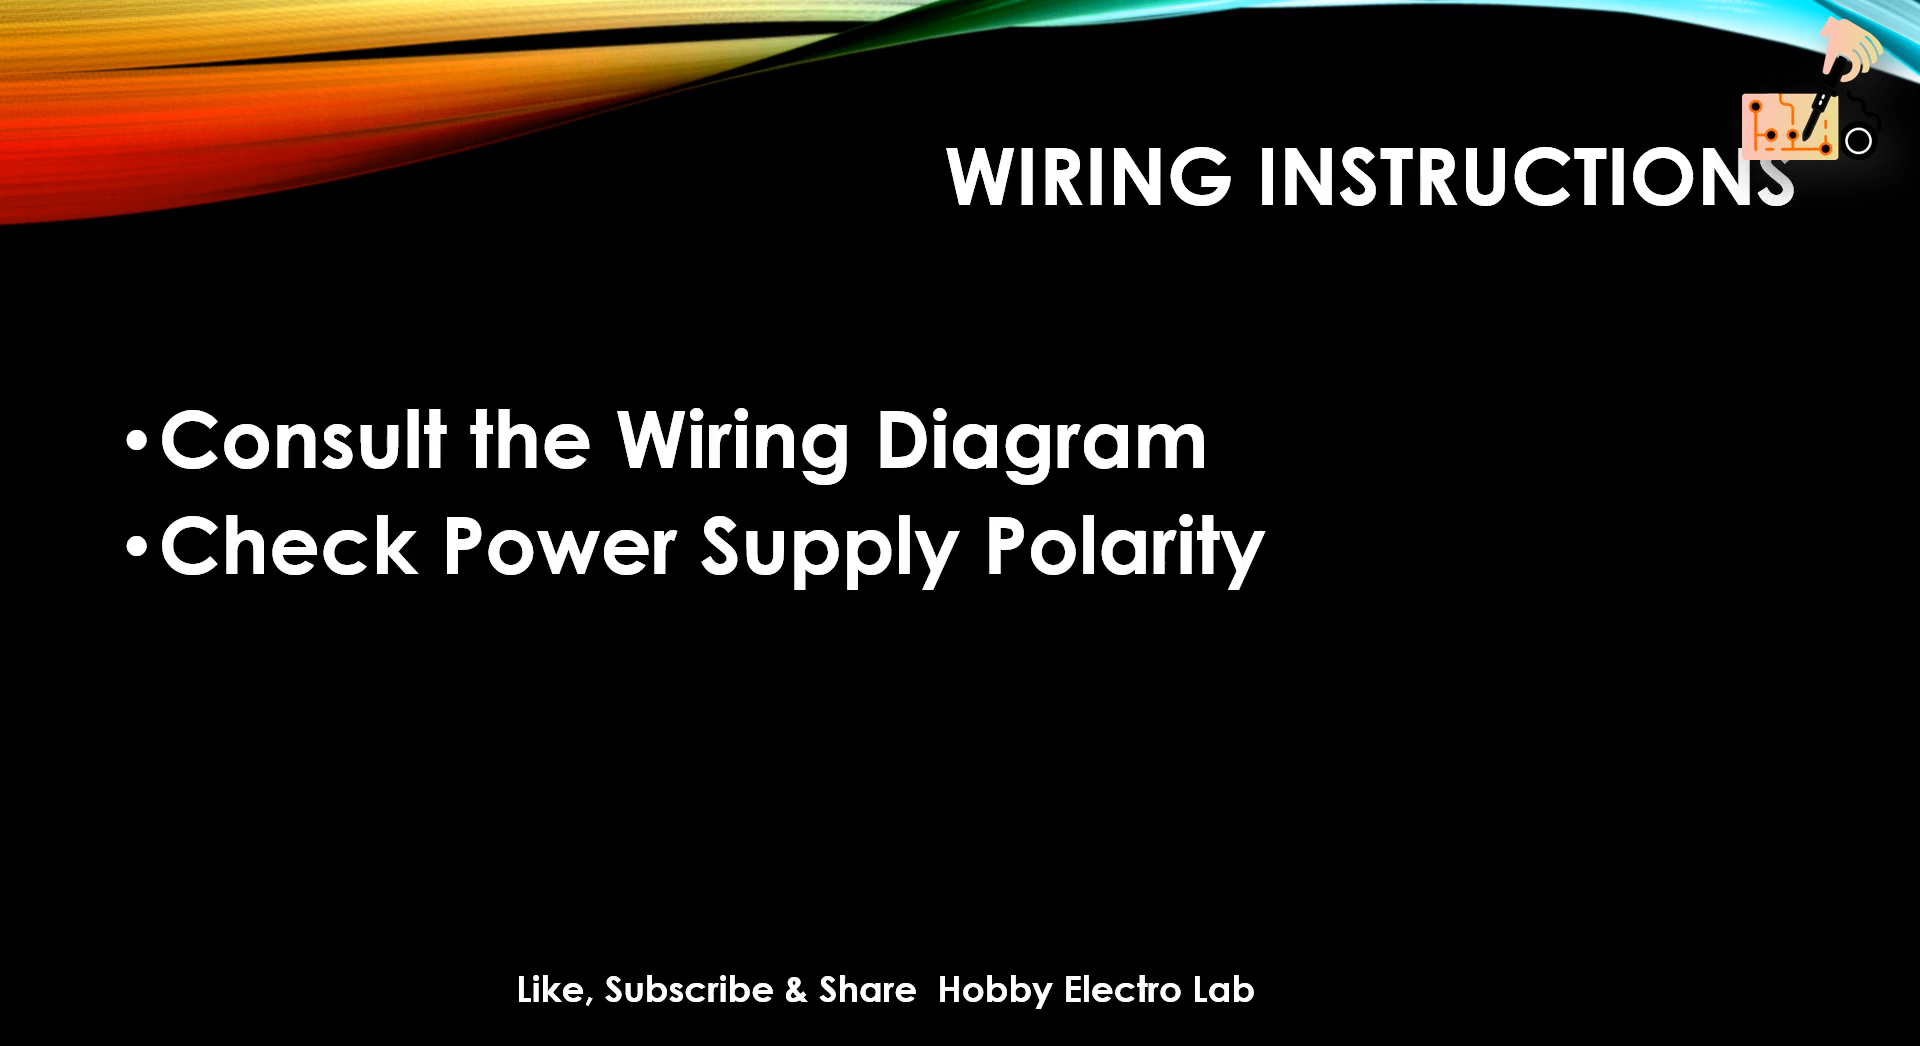 WIRING INSTRUCTIONS
•Consult the Wiring Diagram
•Check Power Supply Polarity
Like, Subscribe & Share  Hobby Electro Lab